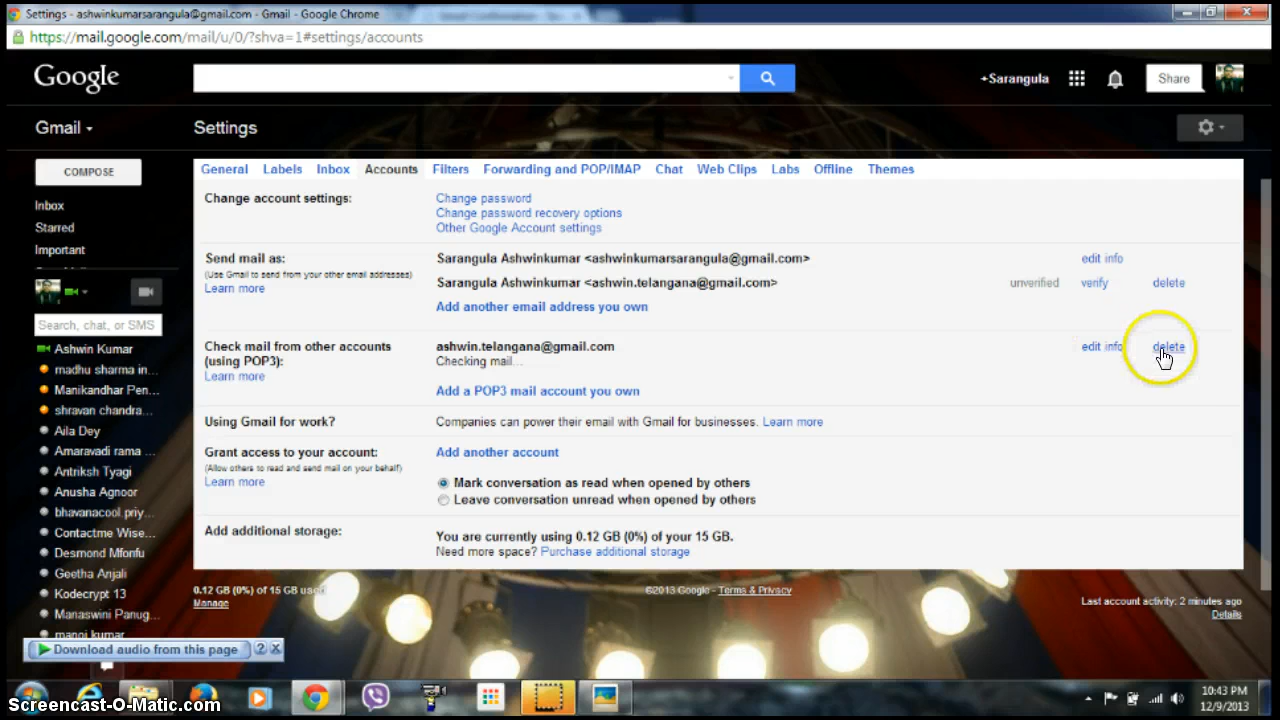 Settings - ashwinkumarsarangula@gmail.com - Gmail - Google Chrome
https://mail.google.com/mail/u/0/?shva=1#settings/accounts
Google
+Sarangula
Share
Gmail
Settings
COMPOSE
General Labels Inbox Accounts Filters Forwarding and POP/IMAP Chat Web Clips Labs Offline Themes
Inbox
Starred
Important
Search, chat, or SMS
Ashwin Kumar
madhu sharma in...
Manikandhar Pen...
shravan chandra...
Aila Dey
Amaravadi rama ...
Antriksh Tyagi
Anusha Agnoor
bhavanacool.priy...
Contactme Wise...
Desmond Mfonfu
Geetha Anjali
Kodecrypt 13
Manaswini Panug...
manoj kumar
Change account settings:
Change password
Change password recovery options
Other Google Account settings
Send mail as:
(Use Gmail to send from your other email addresses)
Learn more
Sarangula Ashwinkumar <ashwinkumarsarangula@gmail.com>
edit info
Sarangula Ashwinkumar <ashwin.telangana@gmail.com>
unverified verify delete
Add another email address you own
Check mail from other accounts
(using POP3):
Learn more
ashwin.telangana@gmail.com
edit info delete
Checking mail...
Add a POP3 mail account you own
Using Gmail for work?
Companies can power their email with Gmail for businesses. Learn more
Grant access to your account:
(Allow others to read and send mail on your behalf)
Learn more
Add another account
Mark conversation as read when opened by others
Leave conversation unread when opened by others
Add additional storage:
You are currently using 0.12 GB (0%) of your 15 GB.
Need more space? Purchase additional storage
0.12 GB (0%) of 15 GB used
Manage
©2013 Google - Terms & Privacy
Last account activity: 2 minutes ago
Details
Download audio from this page
?
Screencast-O-Matic.com
10:43 PM
12/9/2013